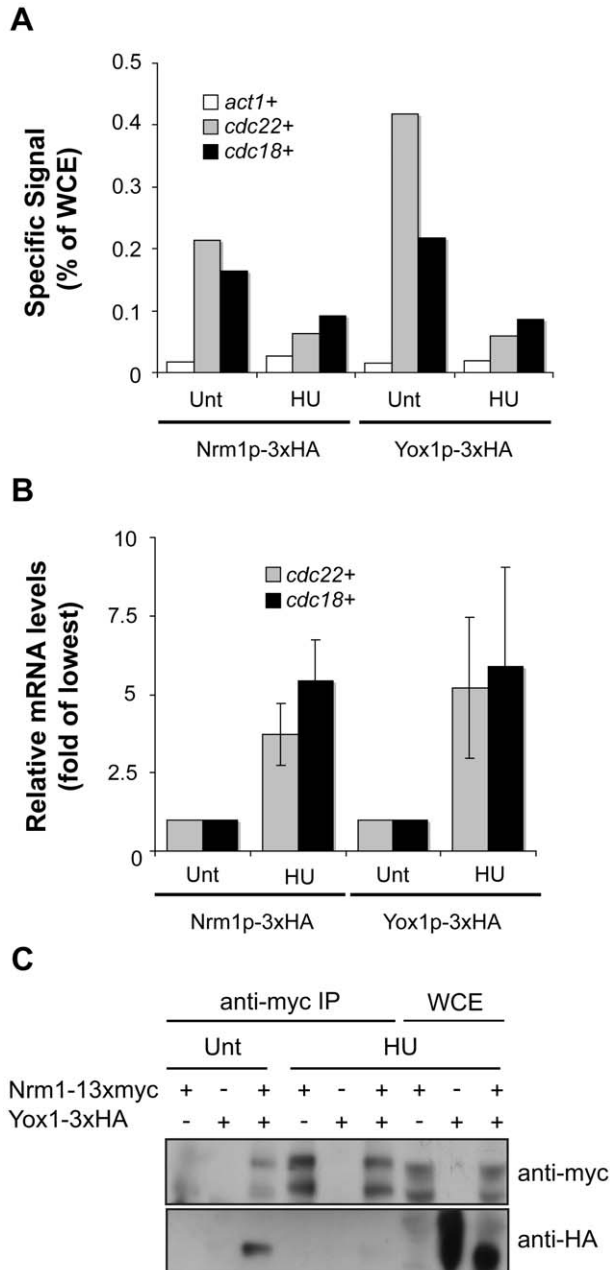 A
Specific Signal
(% of WCE)
0.5
0.4
0.3
0.2
0.1
0
act1+
cdc22+
cdc18+
Unt HU Unt HU
Nrm1p-3xHA Yox1p-3xHA
B
Relative mRNA levels
(fold of lowest)
10
7.5
5
2.5
0
cdc22+
cdc18+
Unt HU Unt HU
Nrm1p-3xHA Yox1p-3xHA
C
anti-myc IP WCE
Unt HU
Nrm1-13xmyc + - + + - + + - +
Yox1-3xHA - + + - + + - + +
anti-myc
anti-HA